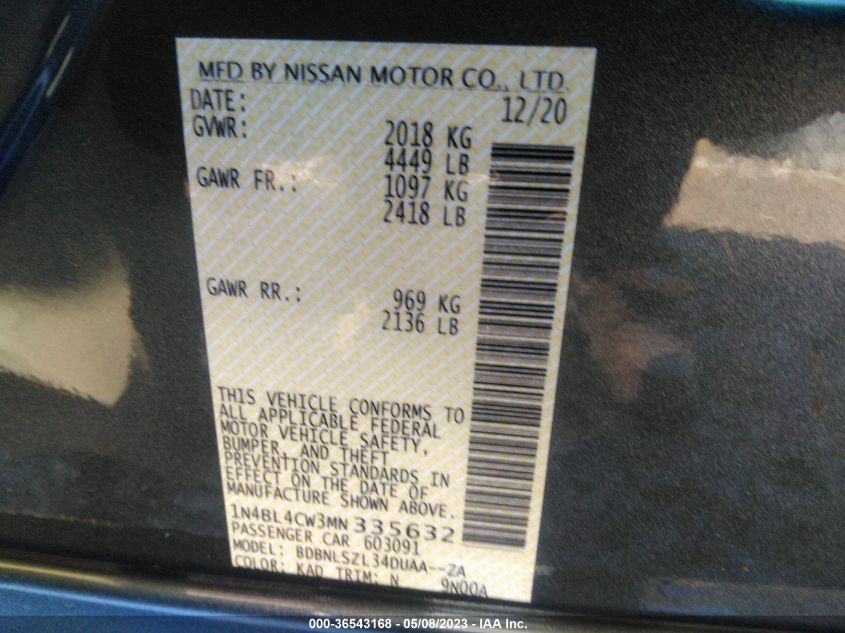 MFD BY NISSAN MOTOR CO., LTD.
DATE: 12/20
GVWR: 2018 KG
4449 LB
GAWR FR.: 1097 KG
2418 LB
GAWR RR.: 969 KG
2136 LB
THIS VEHICLE CONFORMS TO
ALL APPLICABLE FEDERAL
MOTOR VEHICLE SAFETY,
BUMPER, AND THEFT
PREVENTION STANDARDS IN
EFFECT ON THE DATE OF
MANUFACTURE SHOWN ABOVE.
1N4BL4CW3MN335632
PASSENGER CAR 603091
MODEL: BDBNLSZL34DUAA--ZA
COLOR: KAD TRIM: N 9N00A
000-36543168 - 05/08/2023 - IAA Inc.